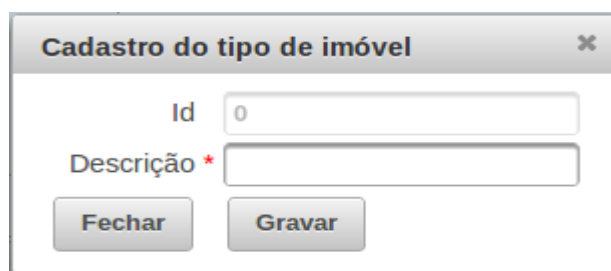 Cadastro do tipo de imóvel
Id 0
Descrição *
Fechar Gravar